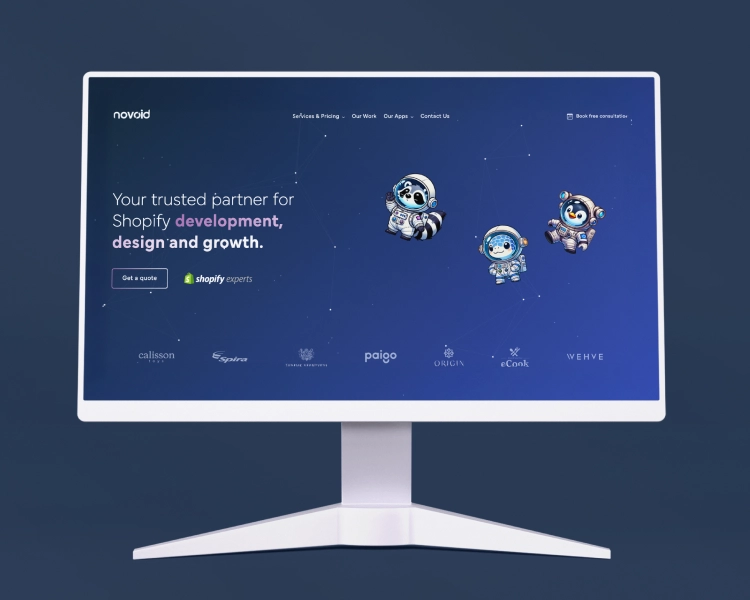 novoid
Services & Pricing
Our Work
Our Apps
Contact Us
Book free consultation
Your trusted partner for
Shopify development,
design and growth.
Get a quote
shopify experts
calisson
Spira
paigo
ORIGIN
eCook
WEHVE